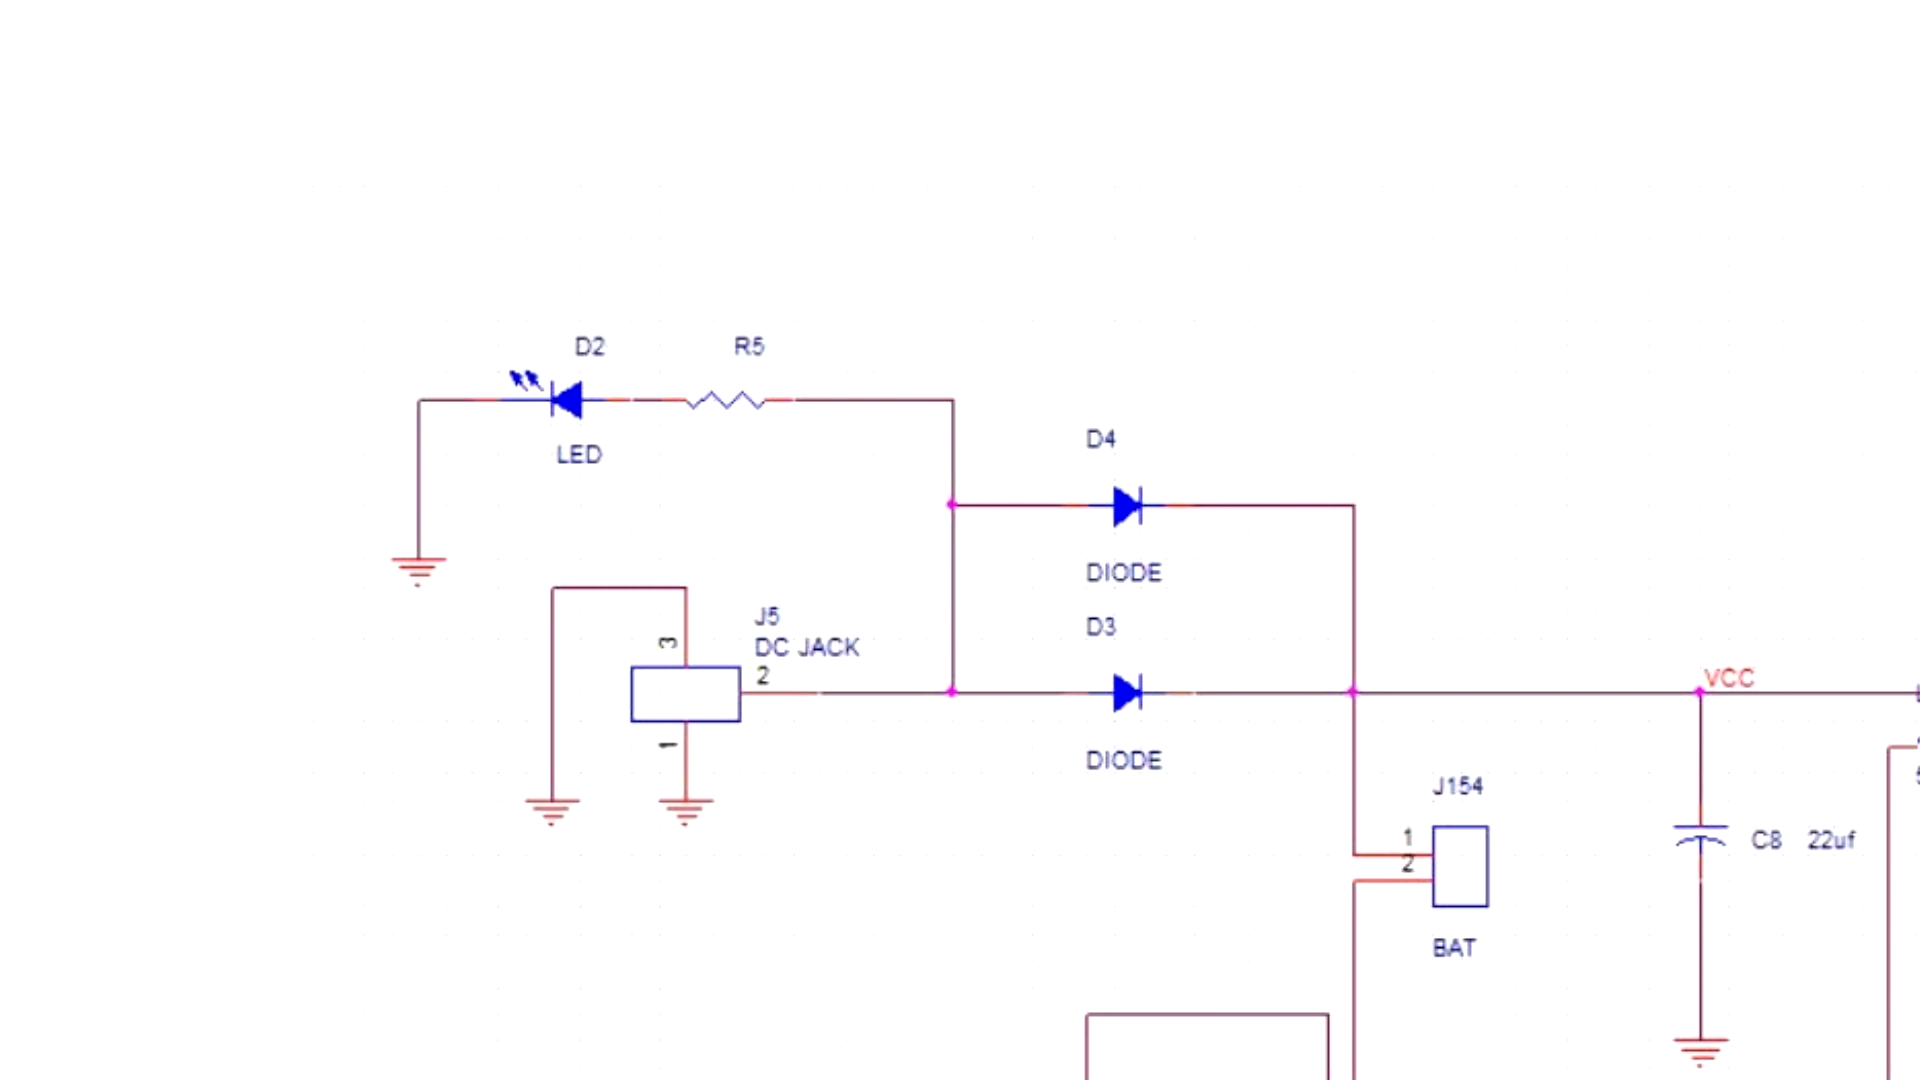 D2
R5
LED
D4
DIODE
J5
DC JACK
3
2
1
D3
DIODE
VCC
J154
1
2
BAT
C8 22uf